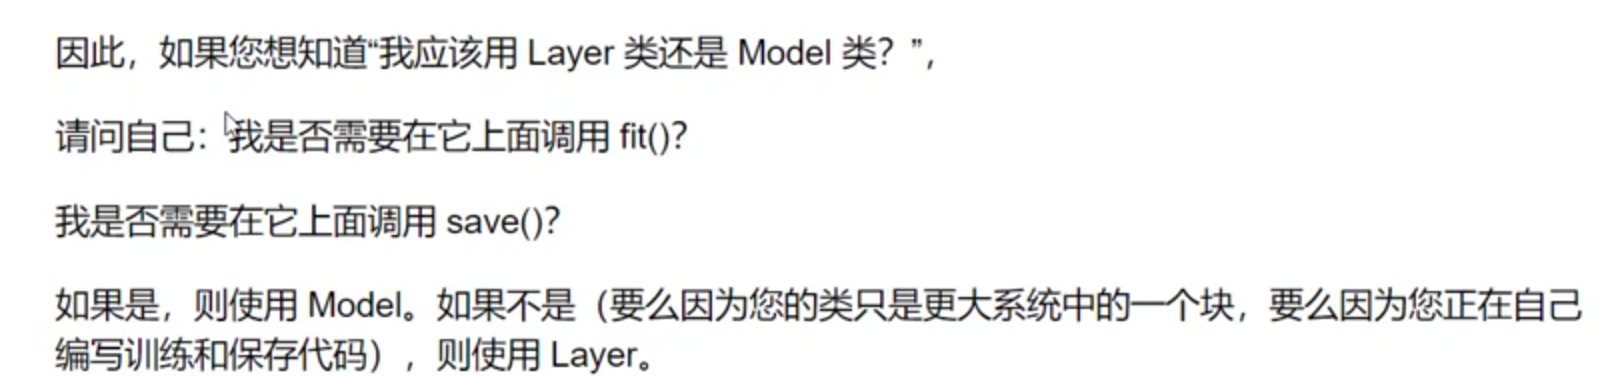 因此，如果您想知道“我应该用 Layer 类还是 Model 类？”，
请问自己：我是否需要在它上面调用 fit()?
我是否需要在它上面调用 save()?
如果是，则使用 Model。如果不是（要么因为您的类只是更大系统中的一个块，要么因为您正在自己
编写训练和保存代码），则使用 Layer。